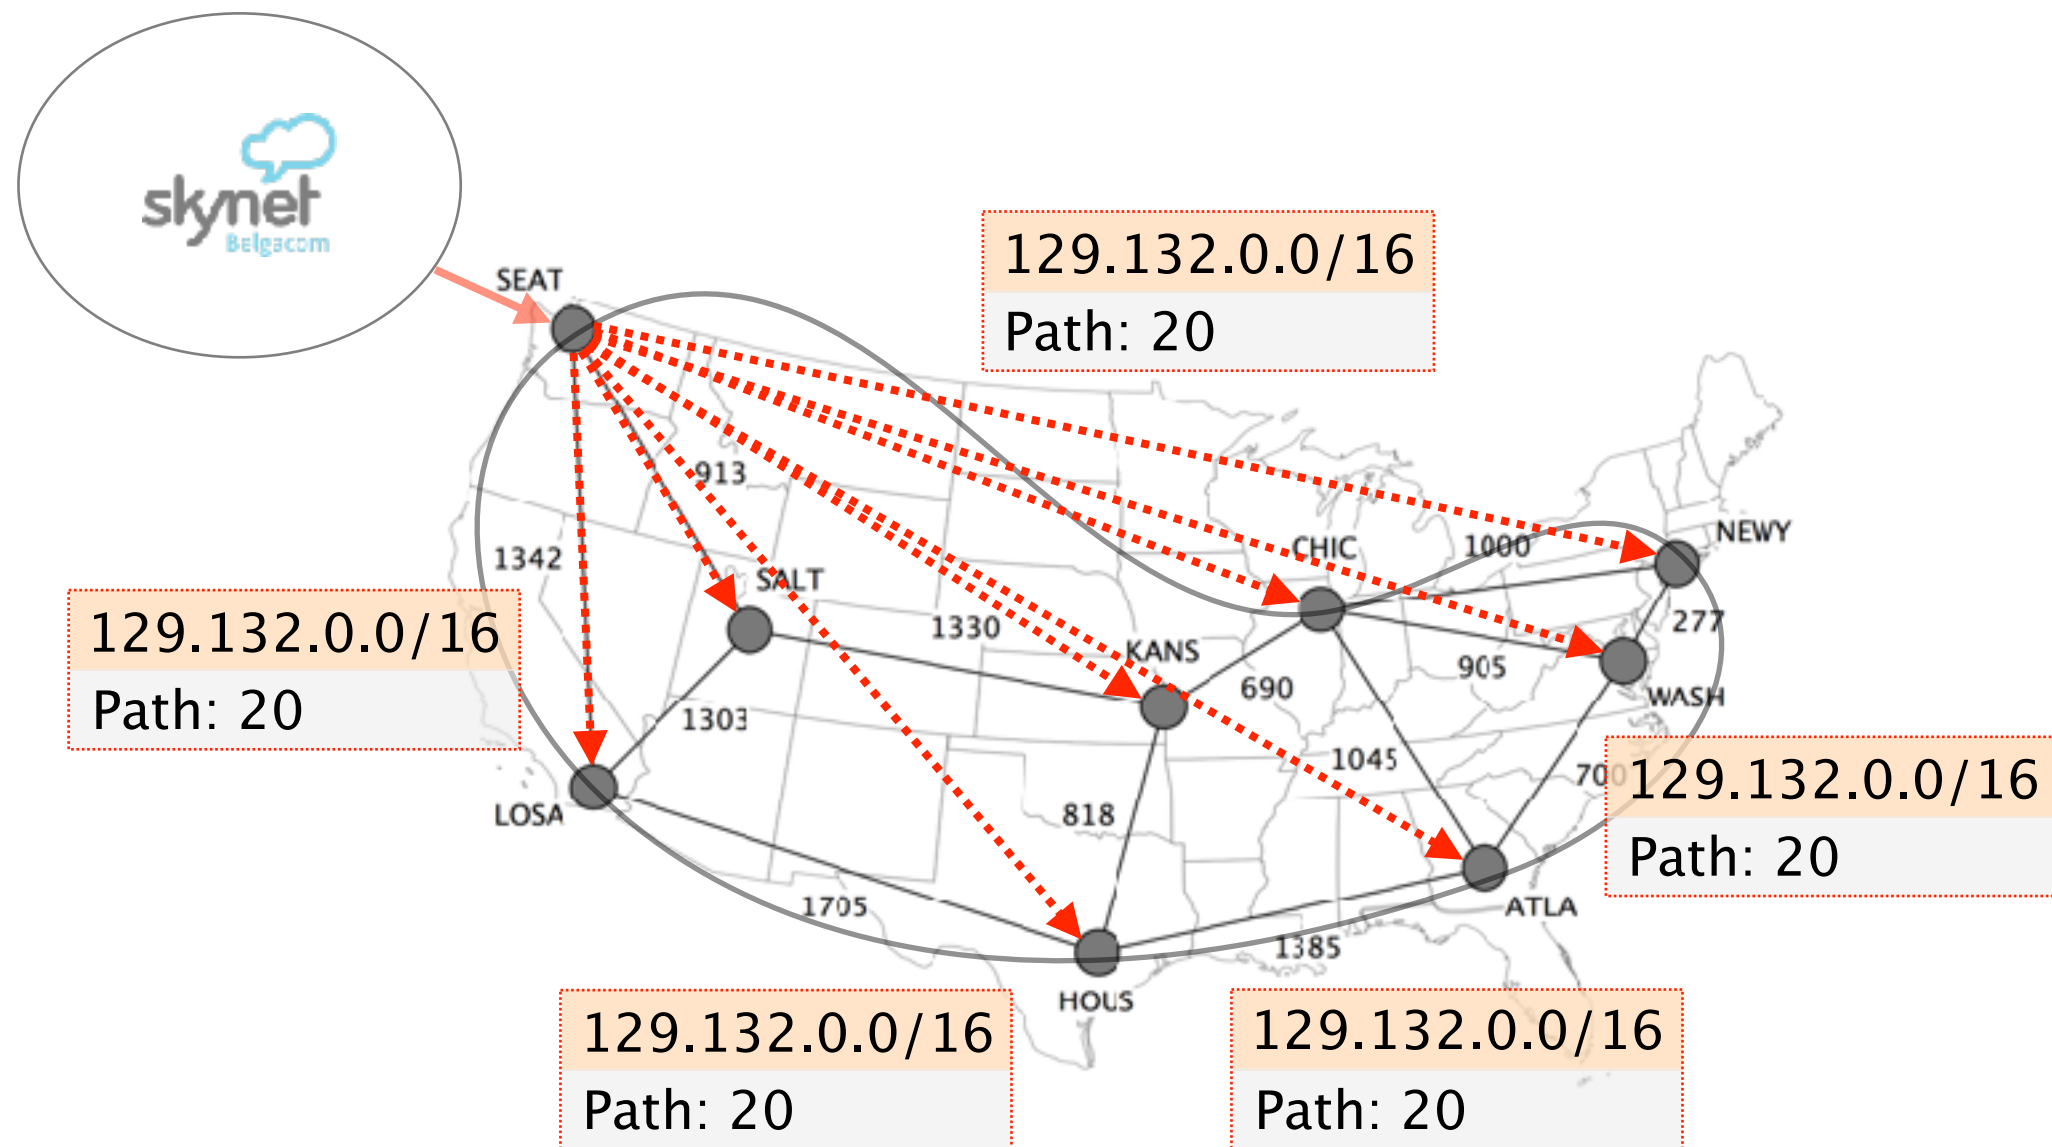 skynet
Belgacom
SEAT
129.132.0.0/16
Path: 20
913
1342
CHIC
1000
NEWY
SALT
129.132.0.0/16
Path: 20
1330
KANS
277
690
905
WASH
1303
1045
700
129.132.0.0/16
Path: 20
LOSA
818
1705
ATLA
1385
HOUS
129.132.0.0/16
Path: 20
129.132.0.0/16
Path: 20